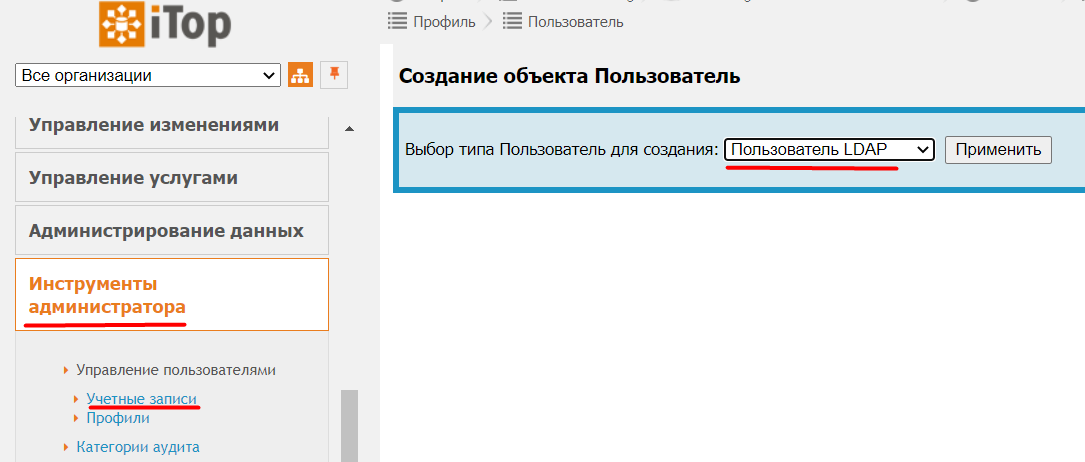 iTop
Все организации
Управление изменениями
Управление услугами
Администрирование данных
Инструменты
администратора
Управление пользователями
Учетные записи
Профили
Категории аудита
Профиль
Пользователь
Создание объекта Пользователь
Выбор типа Пользователь для создания: Пользователь LDAP Применить